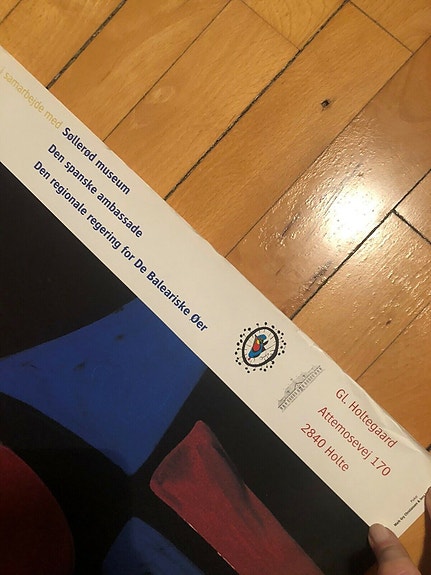 i samarbejde med Søllerød museum
Den spanske ambassade
Den regionale regering for De Baleariske Øer
Gl. Holtegaard
Attemosevej 170
2840 Holte